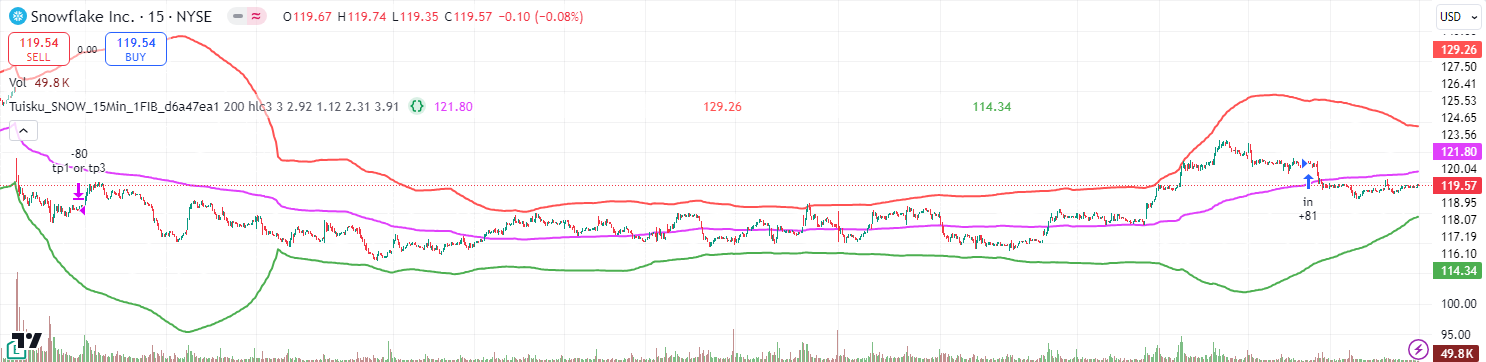 Snowflake Inc. · 15 · NYSE O119.67 H119.74 L119.35 C119.57 −0.10 (−0.08%)
USD
119.54
SELL
0.00
119.54
BUY
Vol 49.8 K
Tuisku_SNOW_15Min_1FIB_d6a47ea1 200 hlc3 3 2.92 1.12 2.31 3.91 {} 121.80 129.26 114.34
-80
tp1 or tp3
in
+81
129.26
127.50
126.41
125.53
124.65
123.56
121.80
120.04
119.57
118.95
118.07
117.19
116.10
114.34
100.00
95.00
49.8 K
L